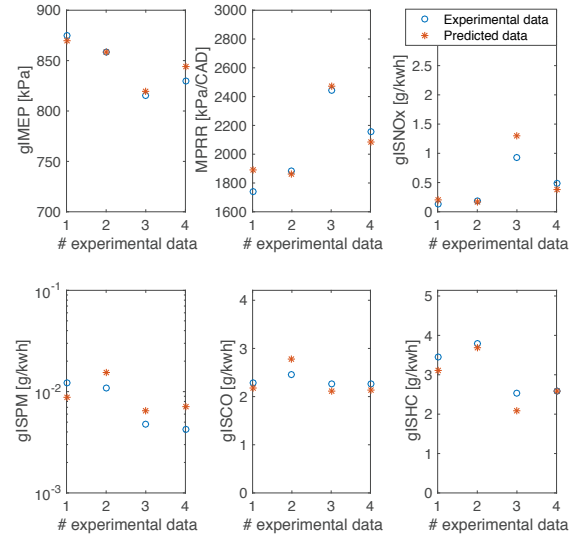 Experimental data
Predicted data
gIMEP [kPa]
900
850
800
750
700
1 2 3 4
# experimental data
MPRR [kPa/CAD]
3000
2800
2600
2400
2200
2000
1800
1600
1 2 3 4
# experimental data
gISNOx [g/kwh]
2.5
2
1.5
1
0.5
0
1 2 3 4
# experimental data
gISPM [g/kwh]
10-1
10-2
10-3
1 2 3 4
# experimental data
gISCO [g/kwh]
4
3
2
1
0
1 2 3 4
# experimental data
gISHC [g/kwh]
5
4
3
2
1
0
1 2 3 4
# experimental data